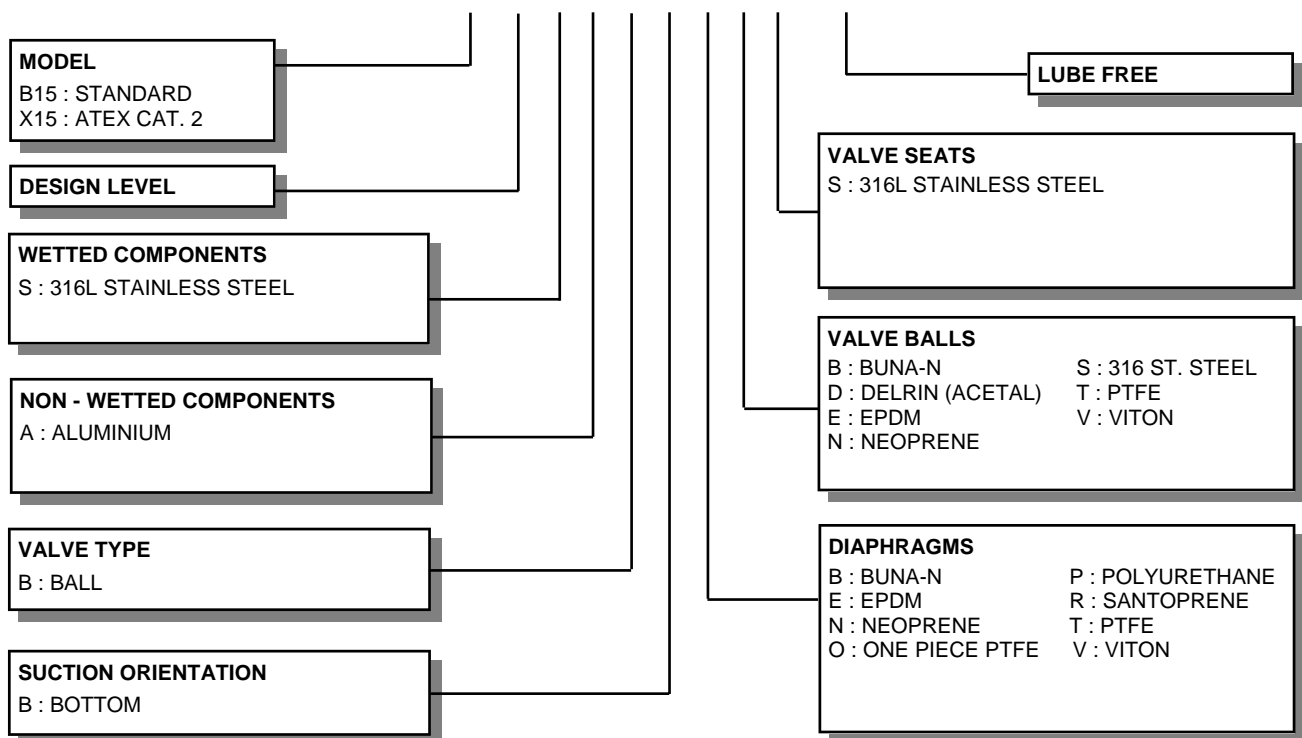 MODEL
B15 : STANDARD
X15 : ATEX CAT. 2
DESIGN LEVEL
WETTED COMPONENTS
S : 316L STAINLESS STEEL
NON - WETTED COMPONENTS
A : ALUMINIUM
VALVE TYPE
B : BALL
SUCTION ORIENTATION
B : BOTTOM
LUBE FREE
VALVE SEATS
S : 316L STAINLESS STEEL
VALVE BALLS
B : BUNA-N S : 316 ST. STEEL
D : DELRIN (ACETAL) T : PTFE
E : EPDM V : VITON
N : NEOPRENE
DIAPHRAGMS
B : BUNA-N P : POLYURETHANE
E : EPDM R : SANTOPRENE
N : NEOPRENE T : PTFE
O : ONE PIECE PTFE V : VITON